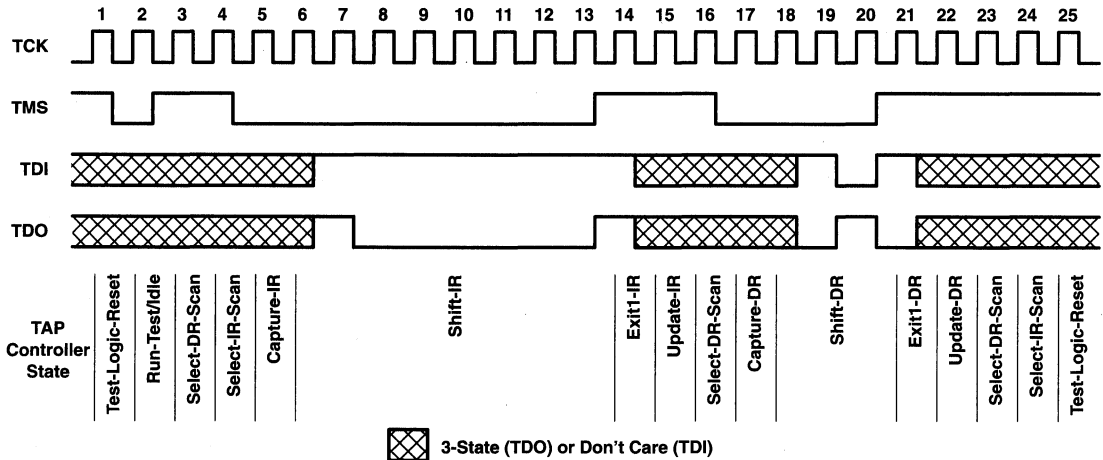 1 2 3 4 5 6 7 8 9 10 11 12 13 14 15 16 17 18 19 20 21 22 23 24 25
TCK
TMS
TDI
TDO
TAP
Controller
State
Test-Logic-Reset
Run-Test/Idle
Select-DR-Scan
Select-IR-Scan
Capture-IR
Shift-IR
Exit1-IR
Update-IR
Select-DR-Scan
Capture-DR
Shift-DR
Exit1-DR
Update-DR
Select-DR-Scan
Select-IR-Scan
Test-Logic-Reset
3-State (TDO) or Don't Care (TDI)